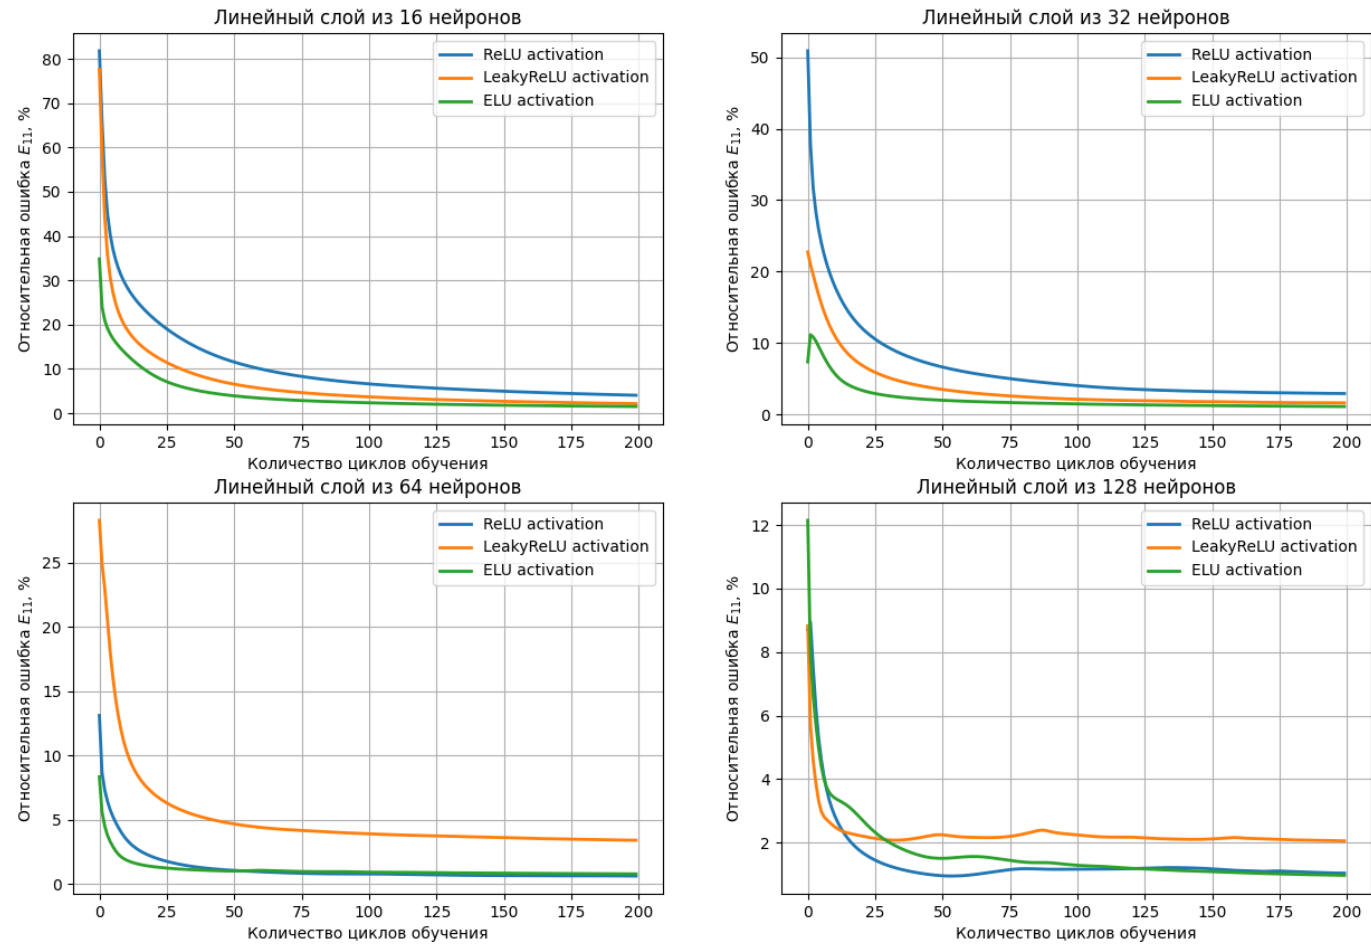 Линейный слой из 16 нейронов
Относительная ошибка E₁₁, %
80
70
60
50
40
30
20
10
0
ReLU activation
LeakyReLU activation
ELU activation
0 25 50 75 100 125 150 175 200
Количество циклов обучения
Линейный слой из 32 нейронов
Относительная ошибка E₁₁, %
50
40
30
20
10
0
ReLU activation
LeakyReLU activation
ELU activation
0 25 50 75 100 125 150 175 200
Количество циклов обучения
Линейный слой из 64 нейронов
Относительная ошибка E₁₁, %
25
20
15
10
5
0
ReLU activation
LeakyReLU activation
ELU activation
0 25 50 75 100 125 150 175 200
Количество циклов обучения
Линейный слой из 128 нейронов
Относительная ошибка E₁₁, %
12
10
8
6
4
2
ReLU activation
LeakyReLU activation
ELU activation
0 25 50 75 100 125 150 175 200
Количество циклов обучения